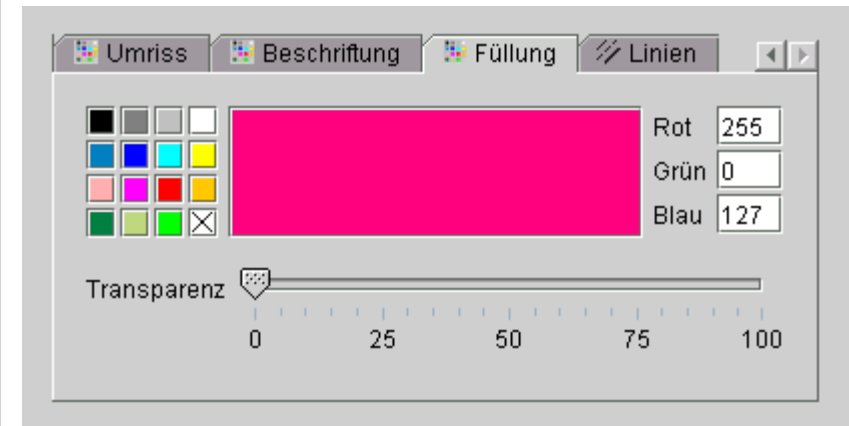 Umriss Beschriftung Füllung Linien
Rot 255
Grün 0
Blau 127
Transparenz
0 25 50 75 100